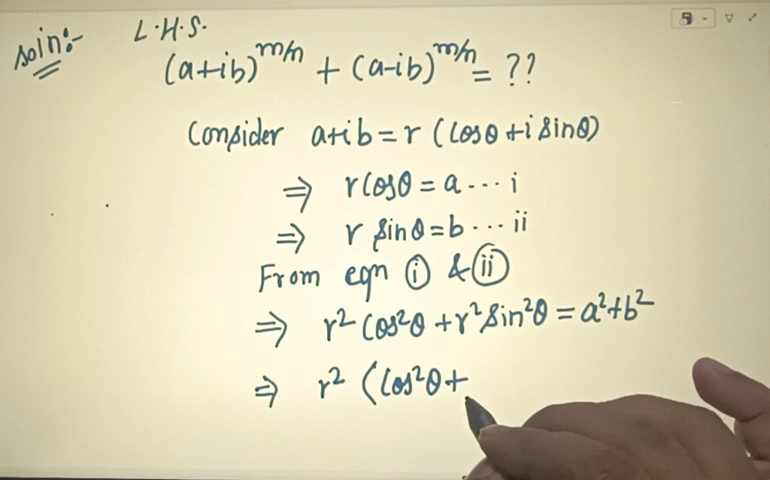 soln:-
L.H.S.
(a+ib)^m/n + (a-ib)^m/n = ??
Consider a+ib = r (cosθ + i sinθ)
⇒ r cosθ = a --- i
⇒ r sinθ = b --- ii
From eqn (i) & (ii)
⇒ r² cos²θ + r² sin²θ = a²+b²
⇒ r² (cos²θ+